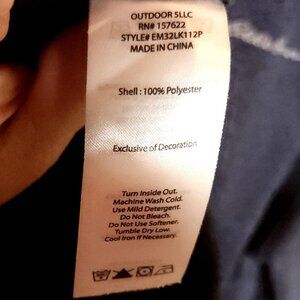 OUTDOOR 5LLC
RN# 157622
STYLE# EM32LK112P
MADE IN CHINA
Shell : 100% Polyester
Exclusive of Decoration
Turn Inside Out.
Machine Wash Cold.
Use Mild Detergent.
Do Not Bleach.
Do Not Use Softener.
Tumble Dry Low.
Cool Iron If Necessary.